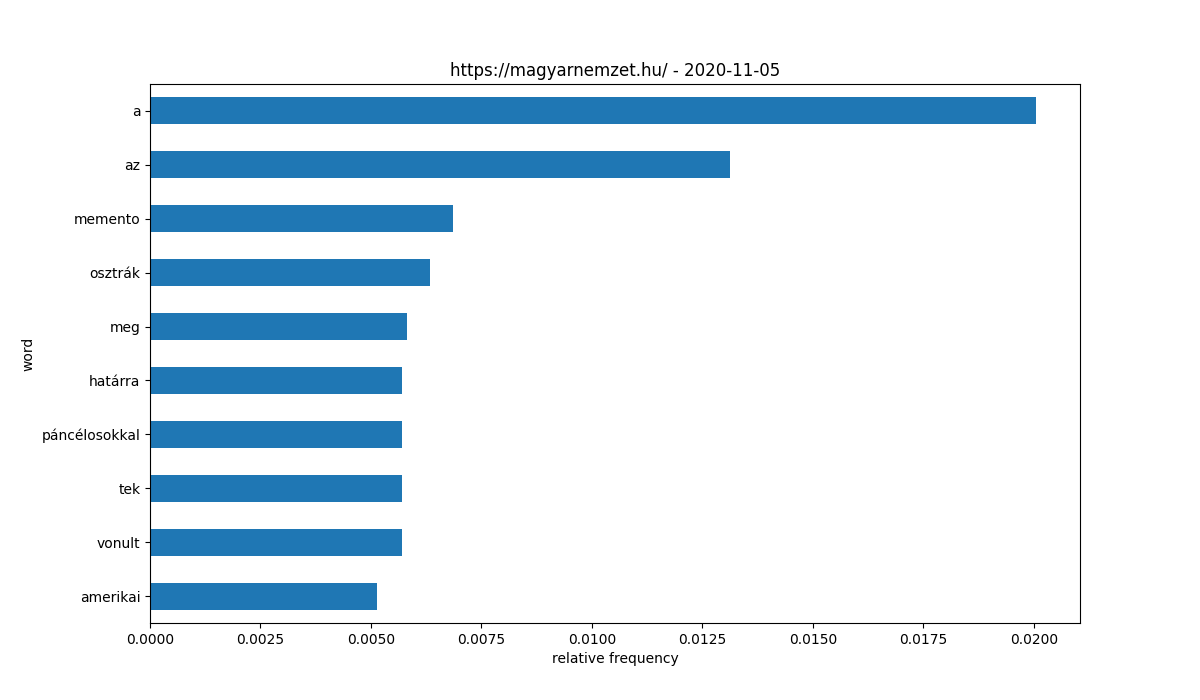 https://magyarnemzet.hu/ - 2020-11-05
word
a
az
memento
osztrák
meg
határra
páncélosokkal
tek
vonult
amerikai
0.0000 0.0025 0.0050 0.0075 0.0100 0.0125 0.0150 0.0175 0.0200
relative frequency